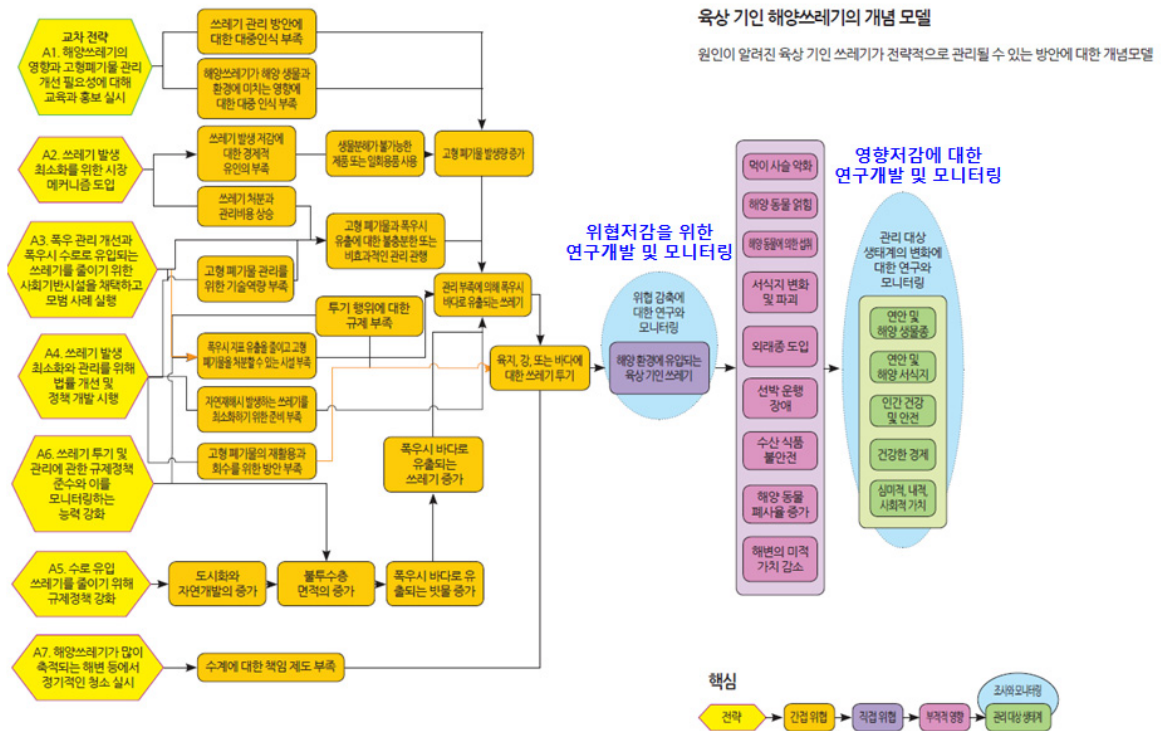 육상 기인 해양쓰레기의 개념 모델
원인이 알려진 육상 기인 쓰레기가 전략적으로 관리될 수 있는 방안에 대한 개념모델
교차 전략
A1. 해양쓰레기의
영향과 고형폐기물 관리
개선 필요성에 대해
교육과 홍보 실시
쓰레기 관리 방안에
대한 대중인식 부족
해양쓰레기가 해양 생물과
환경에 미치는 영향에
대한 대중 인식 부족
A2. 쓰레기 발생
최소화를 위한 시장
메커니즘 도입
쓰레기 발생 저감에
대한 경제적
유인의 부족
생물분해가 불가능한
제품 또는 일회용품 사용
고형 폐기물 발생량 증가
쓰레기 처분과
관리비용 상승
A3. 폭우 관리 개선과
폭우시 수로로 유입되는
쓰레기를 줄이기 위한
사회기반시설을 채택하고
모범 사례 실행
고형 폐기물과 폭우시
유출에 대한 불충분한 또는
비효과적인 관리 관행
고형 폐기물 관리를
위한 기술역량 부족
관리 부족에 의해 폭우시
바다로 유출되는 쓰레기
투기 행위에 대한
규제 부족
A4. 쓰레기 발생
최소화와 관리를 위해
법률 개선 및
정책 개발 시행
폭우시 지표 유출을 줄이고 고형
폐기물을 처분할 수 있는 시설 부족
육지, 강, 또는 바다에
대한 쓰레기 투기
자연재해시 발생하는 쓰레기를
최소화하기 위한 준비 부족
고형 폐기물의 재활용과
회수를 위한 방안 부족
폭우시 바다로
유출되는
쓰레기 증가
A6. 쓰레기 투기 및
관리에 관한 규제정책
준수와 이를
모니터링하는
능력 강화
A5. 수로 유입
쓰레기를 줄이기 위해
규제정책 강화
도시화와
자연개발의 증가
불투수층
면적의 증가
폭우시 바다로 유
출되는 빗물 증가
A7. 해양쓰레기가 많이
축적되는 해변 등에서
정기적인 청소 실시
수계에 대한 책임 제도 부족
위협저감을 위한
연구개발 및 모니터링
위협 감축에
대한 연구와
모니터링
해양 환경에 유입되는
육상 기인 쓰레기
먹이 사슬 악화
해양 동물 얽힘
해양 동물에 의한 섭취
서식지 변화
및 파괴
외래종 도입
선박 운행
장애
수산 식품
불안전
해양 동물
폐사율 증가
해변의 미적
가치 감소
영향저감에 대한
연구개발 및 모니터링
관리 대상
생태계의 변화에
대한 연구와
모니터링
연안 및
해양 생물종
연안 및
해양 서식지
인간 건강
및 안전
건강한 경제
심미적, 내적,
사회적 가치
핵심
전략
간접 위협
직접 위협
부정적 영향
조사와 모니터링
관리 대상 생태계